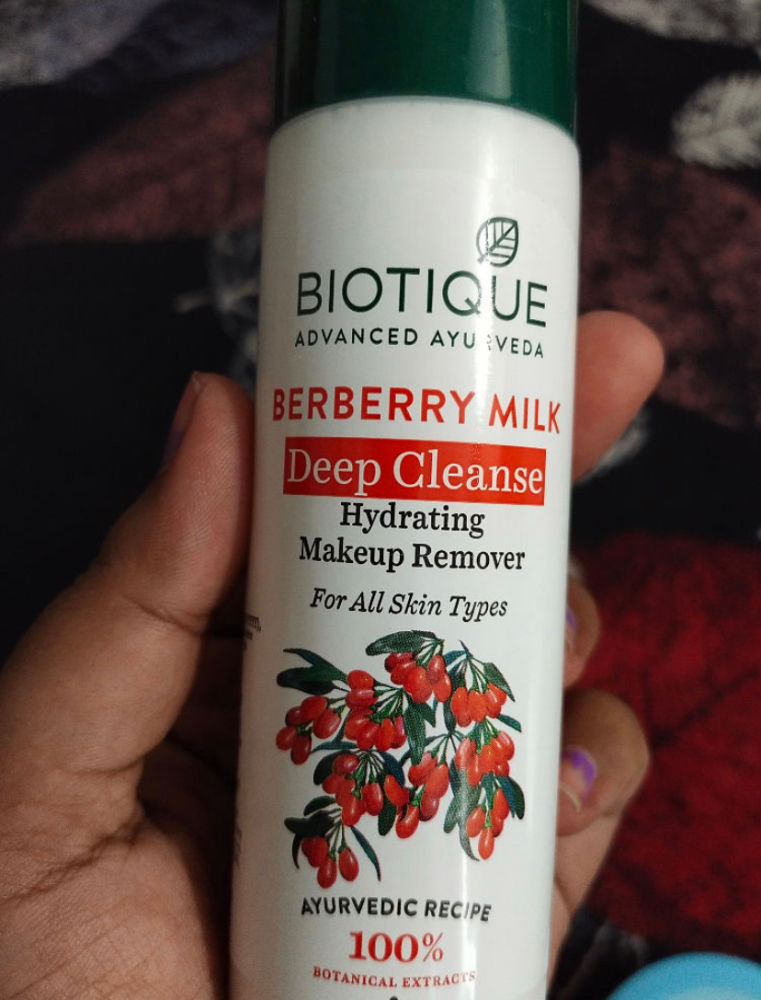 BIOTIQUE
ADVANCED AYURVEDA
BERBERRY MILK
Deep Cleanse
Hydrating
Makeup Remover
For All Skin Types
AYURVEDIC RECIPE
100%
BOTANICAL EXTRACTS